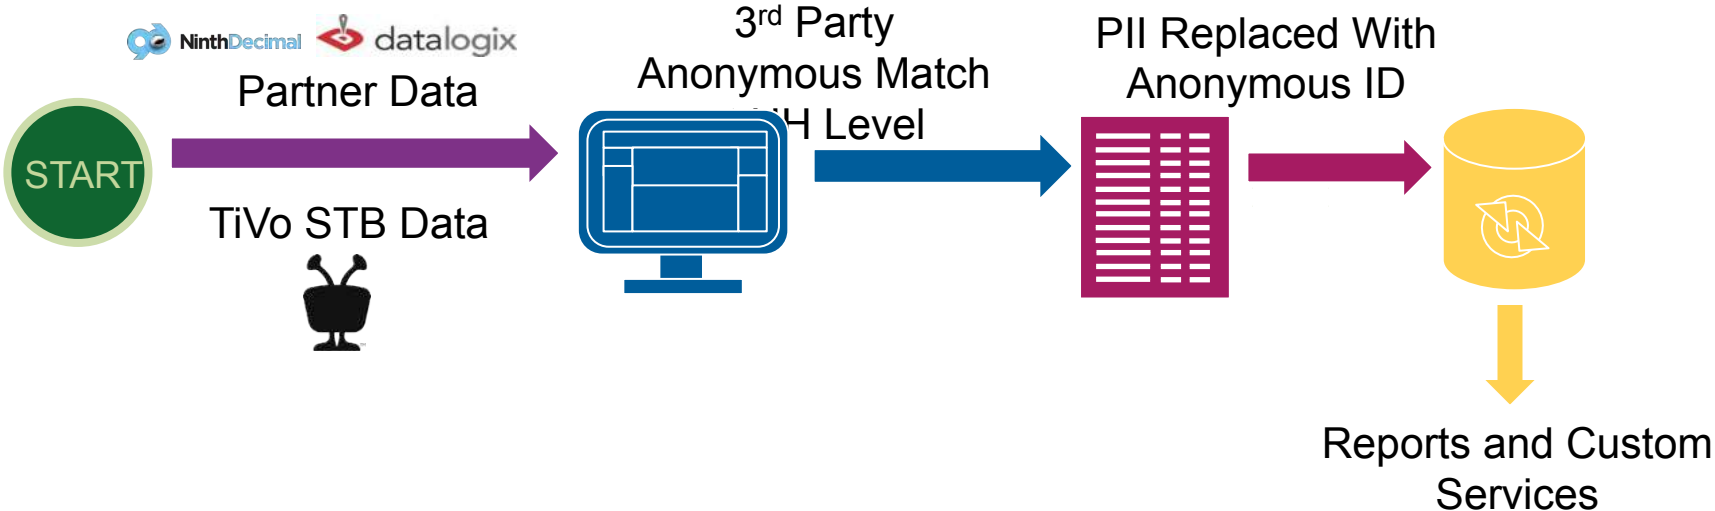 NinthDecimal datalogix
Partner Data
START
TiVo STB Data
3rd Party
Anonymous Match
Level
PII Replaced With
Anonymous ID
Reports and Custom
Services